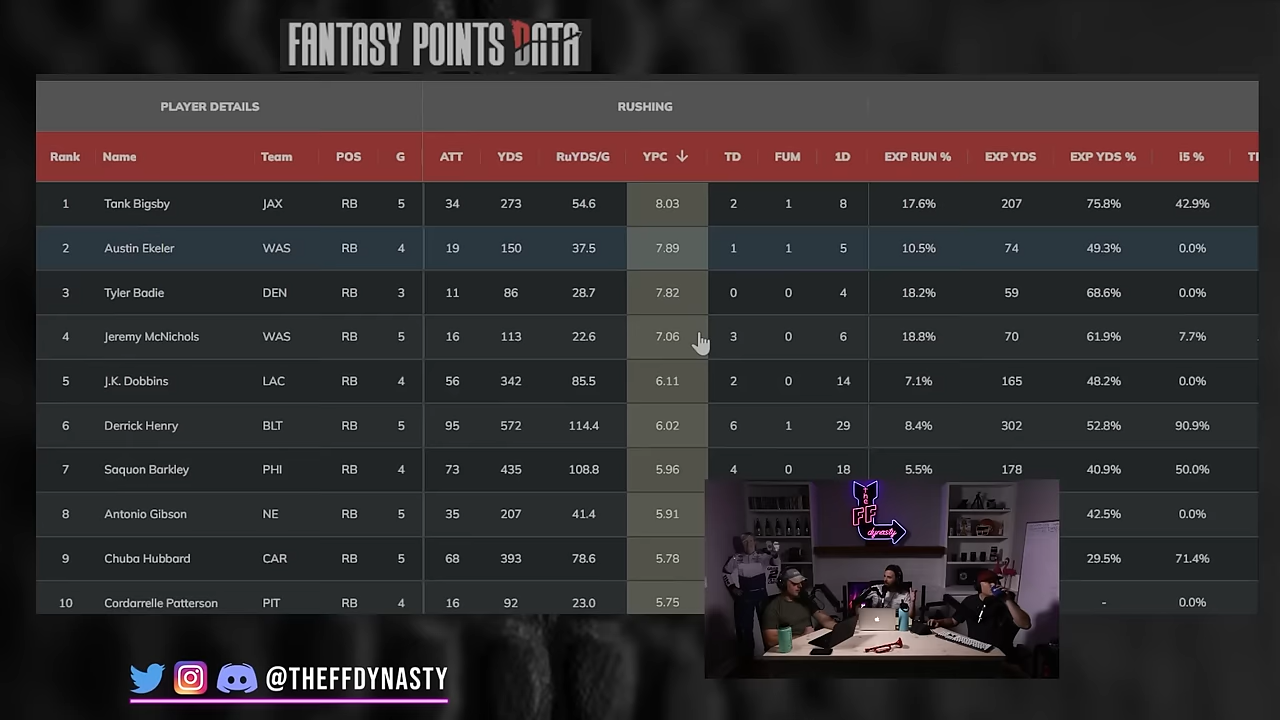 FANTASY POINTS DATA
PLAYER DETAILS RUSHING
Rank Name Team POS G ATT YDS RuYDS/G YPC ↓ TD FUM 1D EXP RUN % EXP YDS EXP YDS % I5 %
1 Tank Bigsby JAX RB 5 34 273 54.6 8.03 2 1 8 17.6% 207 75.8% 42.9%
2 Austin Ekeler WAS RB 4 19 150 37.5 7.89 1 1 5 10.5% 74 49.3% 0.0%
3 Tyler Badie DEN RB 3 11 86 28.7 7.82 0 0 4 18.2% 59 68.6% 0.0%
4 Jeremy McNichols WAS RB 5 16 113 22.6 7.06 3 0 6 18.8% 70 61.9% 7.7%
5 J.K. Dobbins LAC RB 4 56 342 85.5 6.11 2 0 14 7.1% 165 48.2% 0.0%
6 Derrick Henry BLT RB 5 95 572 114.4 6.02 6 1 29 8.4% 302 52.8% 90.9%
7 Saquon Barkley PHI RB 4 73 435 108.8 5.96 4 0 18 5.5% 178 40.9% 50.0%
8 Antonio Gibson NE RB 5 35 207 41.4 5.91 42.5% 0.0%
9 Chuba Hubbard CAR RB 5 68 393 78.6 5.78 29.5% 71.4%
10 Cordarrelle Patterson PIT RB 4 16 92 23.0 5.75 - 0.0%
the
FF
dynasty
@THEFFDYNASTY